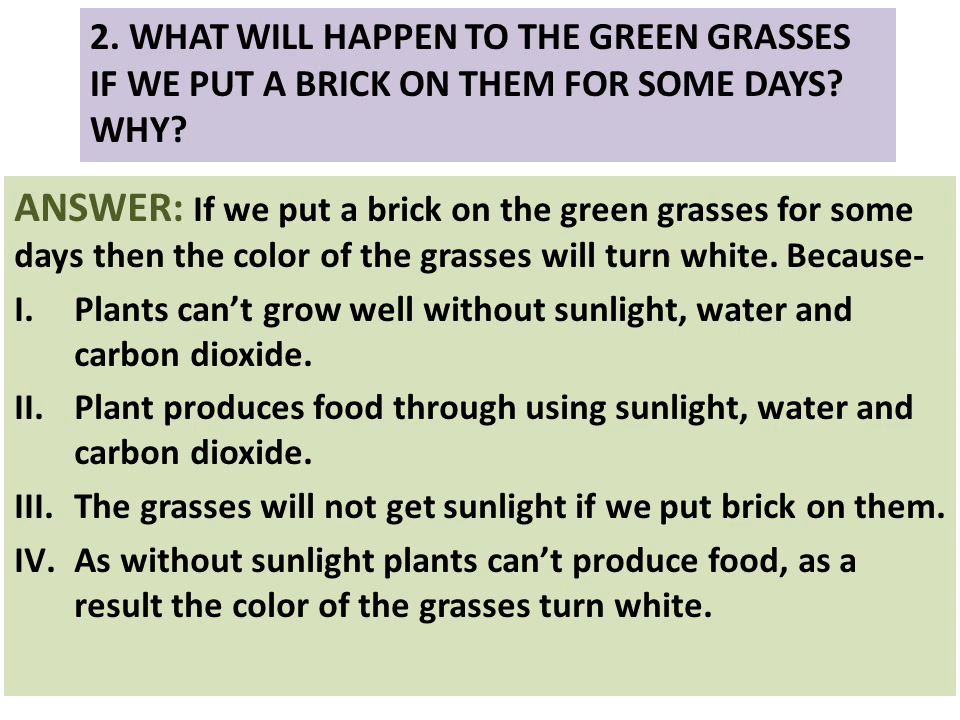 2. WHAT WILL HAPPEN TO THE GREEN GRASSES
IF WE PUT A BRICK ON THEM FOR SOME DAYS?
WHY?
ANSWER: If we put a brick on the green grasses for some
days then the color of the grasses will turn white. Because-
I. Plants can’t grow well without sunlight, water and
carbon dioxide.
II. Plant produces food through using sunlight, water and
carbon dioxide.
III. The grasses will not get sunlight if we put brick on them.
IV. As without sunlight plants can’t produce food, as a
result the color of the grasses turn white.